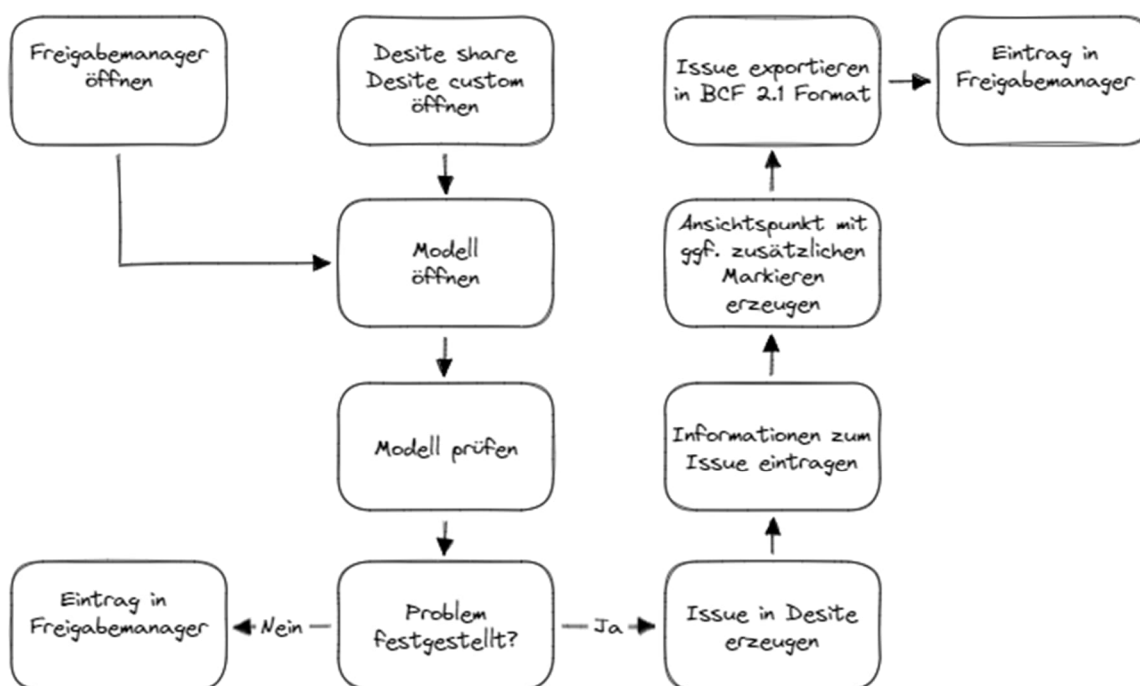 Freigabemanager
öffnen
Desite share
Desite custom
öffnen
Issue exportieren
in BCF 2.1 Format
Eintrag in
Freigabemanager
Modell
öffnen
Ansichtspunkt mit
ggf. zusätzlichen
Markieren
erzeugen
Modell prüfen
Informationen zum
Issue eintragen
Eintrag in
Freigabemanager
Nein
Problem
festgestellt?
Ja
Issue in Desite
erzeugen